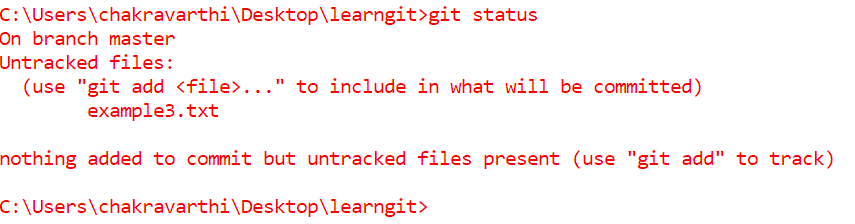 C:\Users\chakravarthi\Desktop\learngit>git status
On branch master
Untracked files:
  (use "git add <file>..." to include in what will be committed)
        example3.txt
nothing added to commit but untracked files present (use "git add" to track)
C:\Users\chakravarthi\Desktop\learngit>